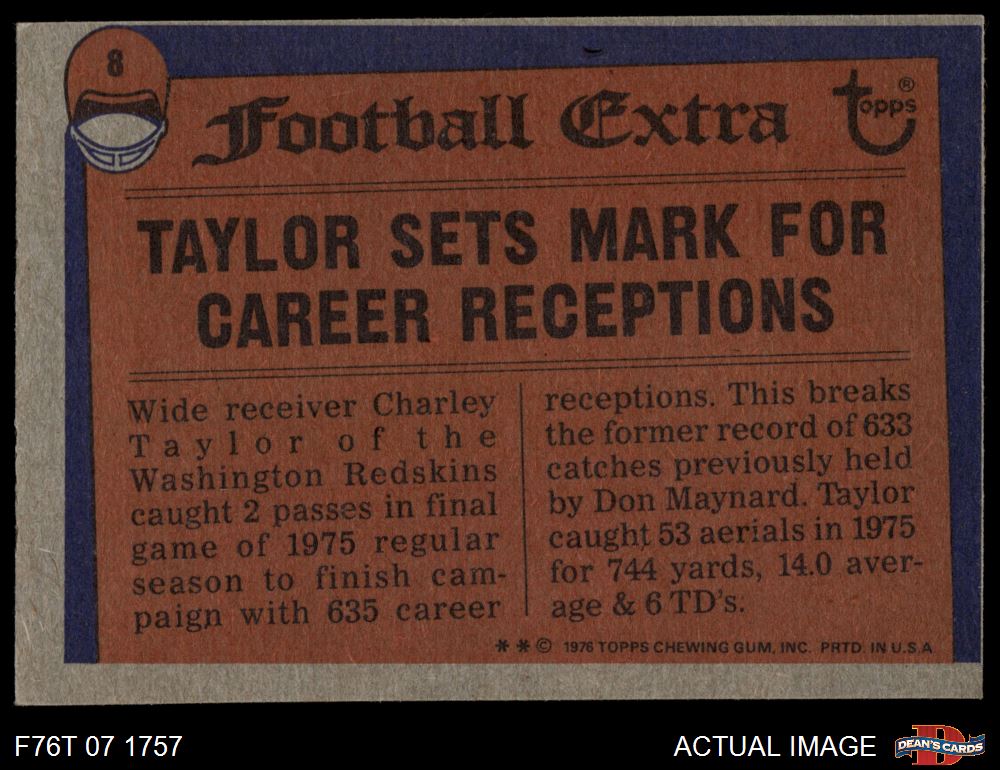 8
Football Extra
topps ®
TAYLOR SETS MARK FOR
CAREER RECEPTIONS
Wide receiver Charley
Taylor of the
Washington Redskins
caught 2 passes in final
game of 1975 regular
season to finish cam-
paign with 635 career
receptions. This breaks
the former record of 633
catches previously held
by Don Maynard. Taylor
caught 53 aerials in 1975
for 744 yards, 14.0 aver-
age & 6 TD's.
* * © 1976 TOPPS CHEWING GUM, INC. PRTD. IN U.S.A.
F76T 07 1757
ACTUAL IMAGE
D
DEAN'S CARDS